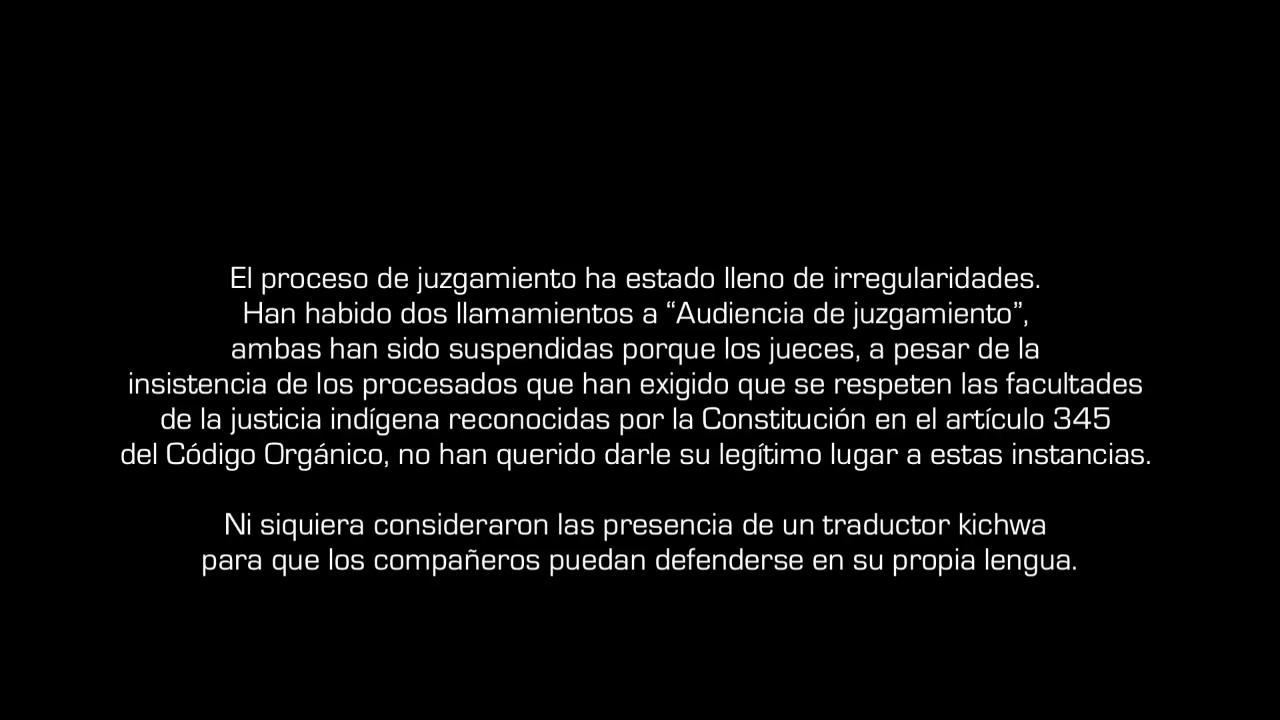 El proceso de juzgamiento ha estado lleno de irregularidades.
Han habido dos llamamientos a “Audiencia de juzgamiento”,
ambas han sido suspendidas porque los jueces, a pesar de la
insistencia de los procesados que han exigido que se respeten las facultades
de la justicia indígena reconocidas por la Constitución en el artículo 345
del Código Orgánico, no han querido darle su legítimo lugar a estas instancias.
Ni siquiera consideraron las presencia de un traductor kichwa
para que los compañeros puedan defenderse en su propia lengua.